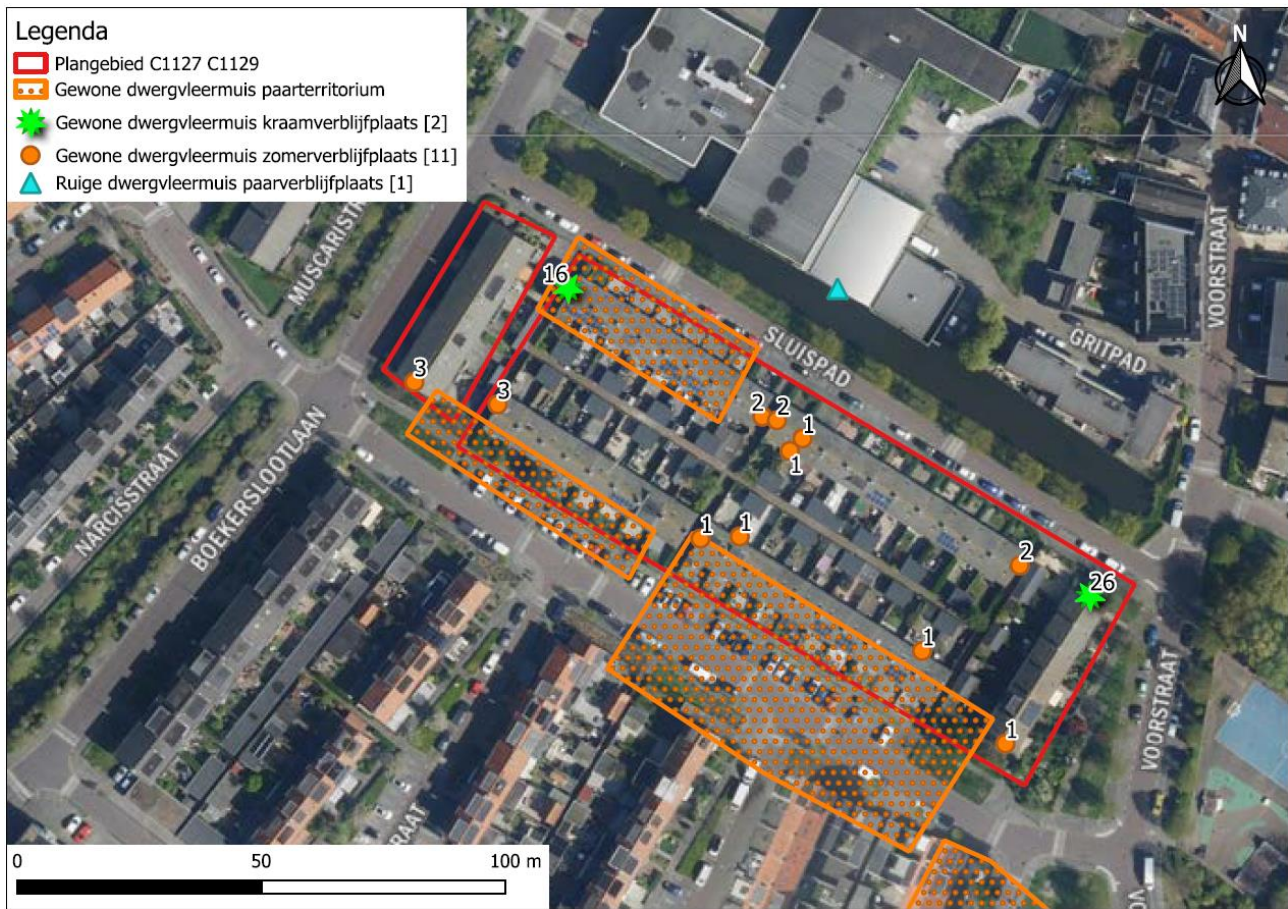 Legenda
Plangebied C1127 C1129
Gewone dwergvleermuis paarterritorium
Gewone dwergvleermuis kraamverblijfplaats [2]
Gewone dwergvleermuis zomerverblijfplaats [11]
Ruige dwergvleermuis paarverblijfplaats [1]
N
MUSCARISTR
VOORSTRAAT
16
SLUISPAD
GRITPAD
3
3
2
2
1
1
BOEKERSLOOTLAAN
NARCISSTRAAT
1
1
2
26
1
VOORSTRAAT
1
RAAT
0
50
100 m
VO